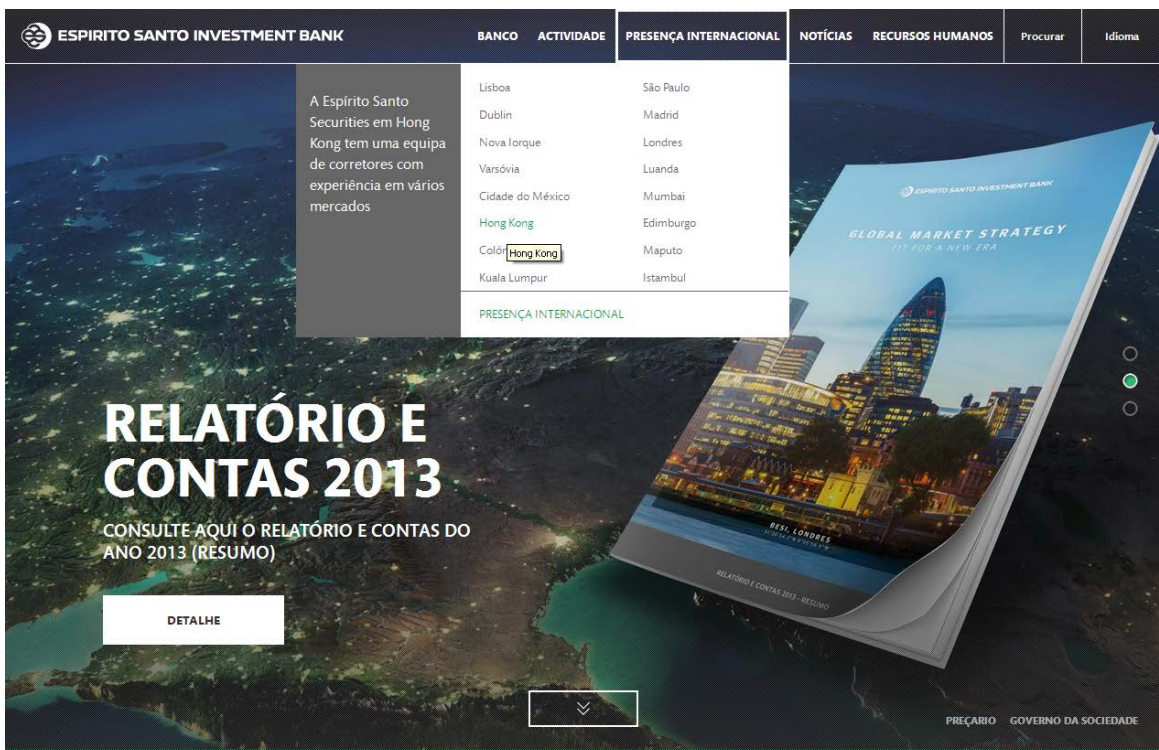 ESPIRITO SANTO INVESTMENT BANK
BANCO
ACTIVIDADE
PRESENÇA INTERNACIONAL
NOTÍCIAS
RECURSOS HUMANOS
Procurar
Idioma
A Espírito Santo
Securities em Hong
Kong tem uma equipa
de corretores com
experiência em vários
mercados
Lisboa
Dublin
Nova Iorque
Varsóvia
Cidade do México
Hong Kong
Hong Kong
Kuala Lumpur
São Paulo
Madrid
Londres
Luanda
Mumbai
Edimburgo
Maputo
Istambul
PRESENÇA INTERNACIONAL
RELATÓRIO E
CONTAS 2013
CONSULTE AQUI O RELATÓRIO E CONTAS DO
ANO 2013 (RESUMO)
DETALHE
ESPIRITO SANTO INVESTMENT BANK
GLOBAL MARKET STRATEGY
FIT FOR A NEW ERA
BESI, LONDRES
RELATÓRIO E CONTAS 2013 - RESUMO
PREÇARIO
GOVERNO DA SOCIEDADE